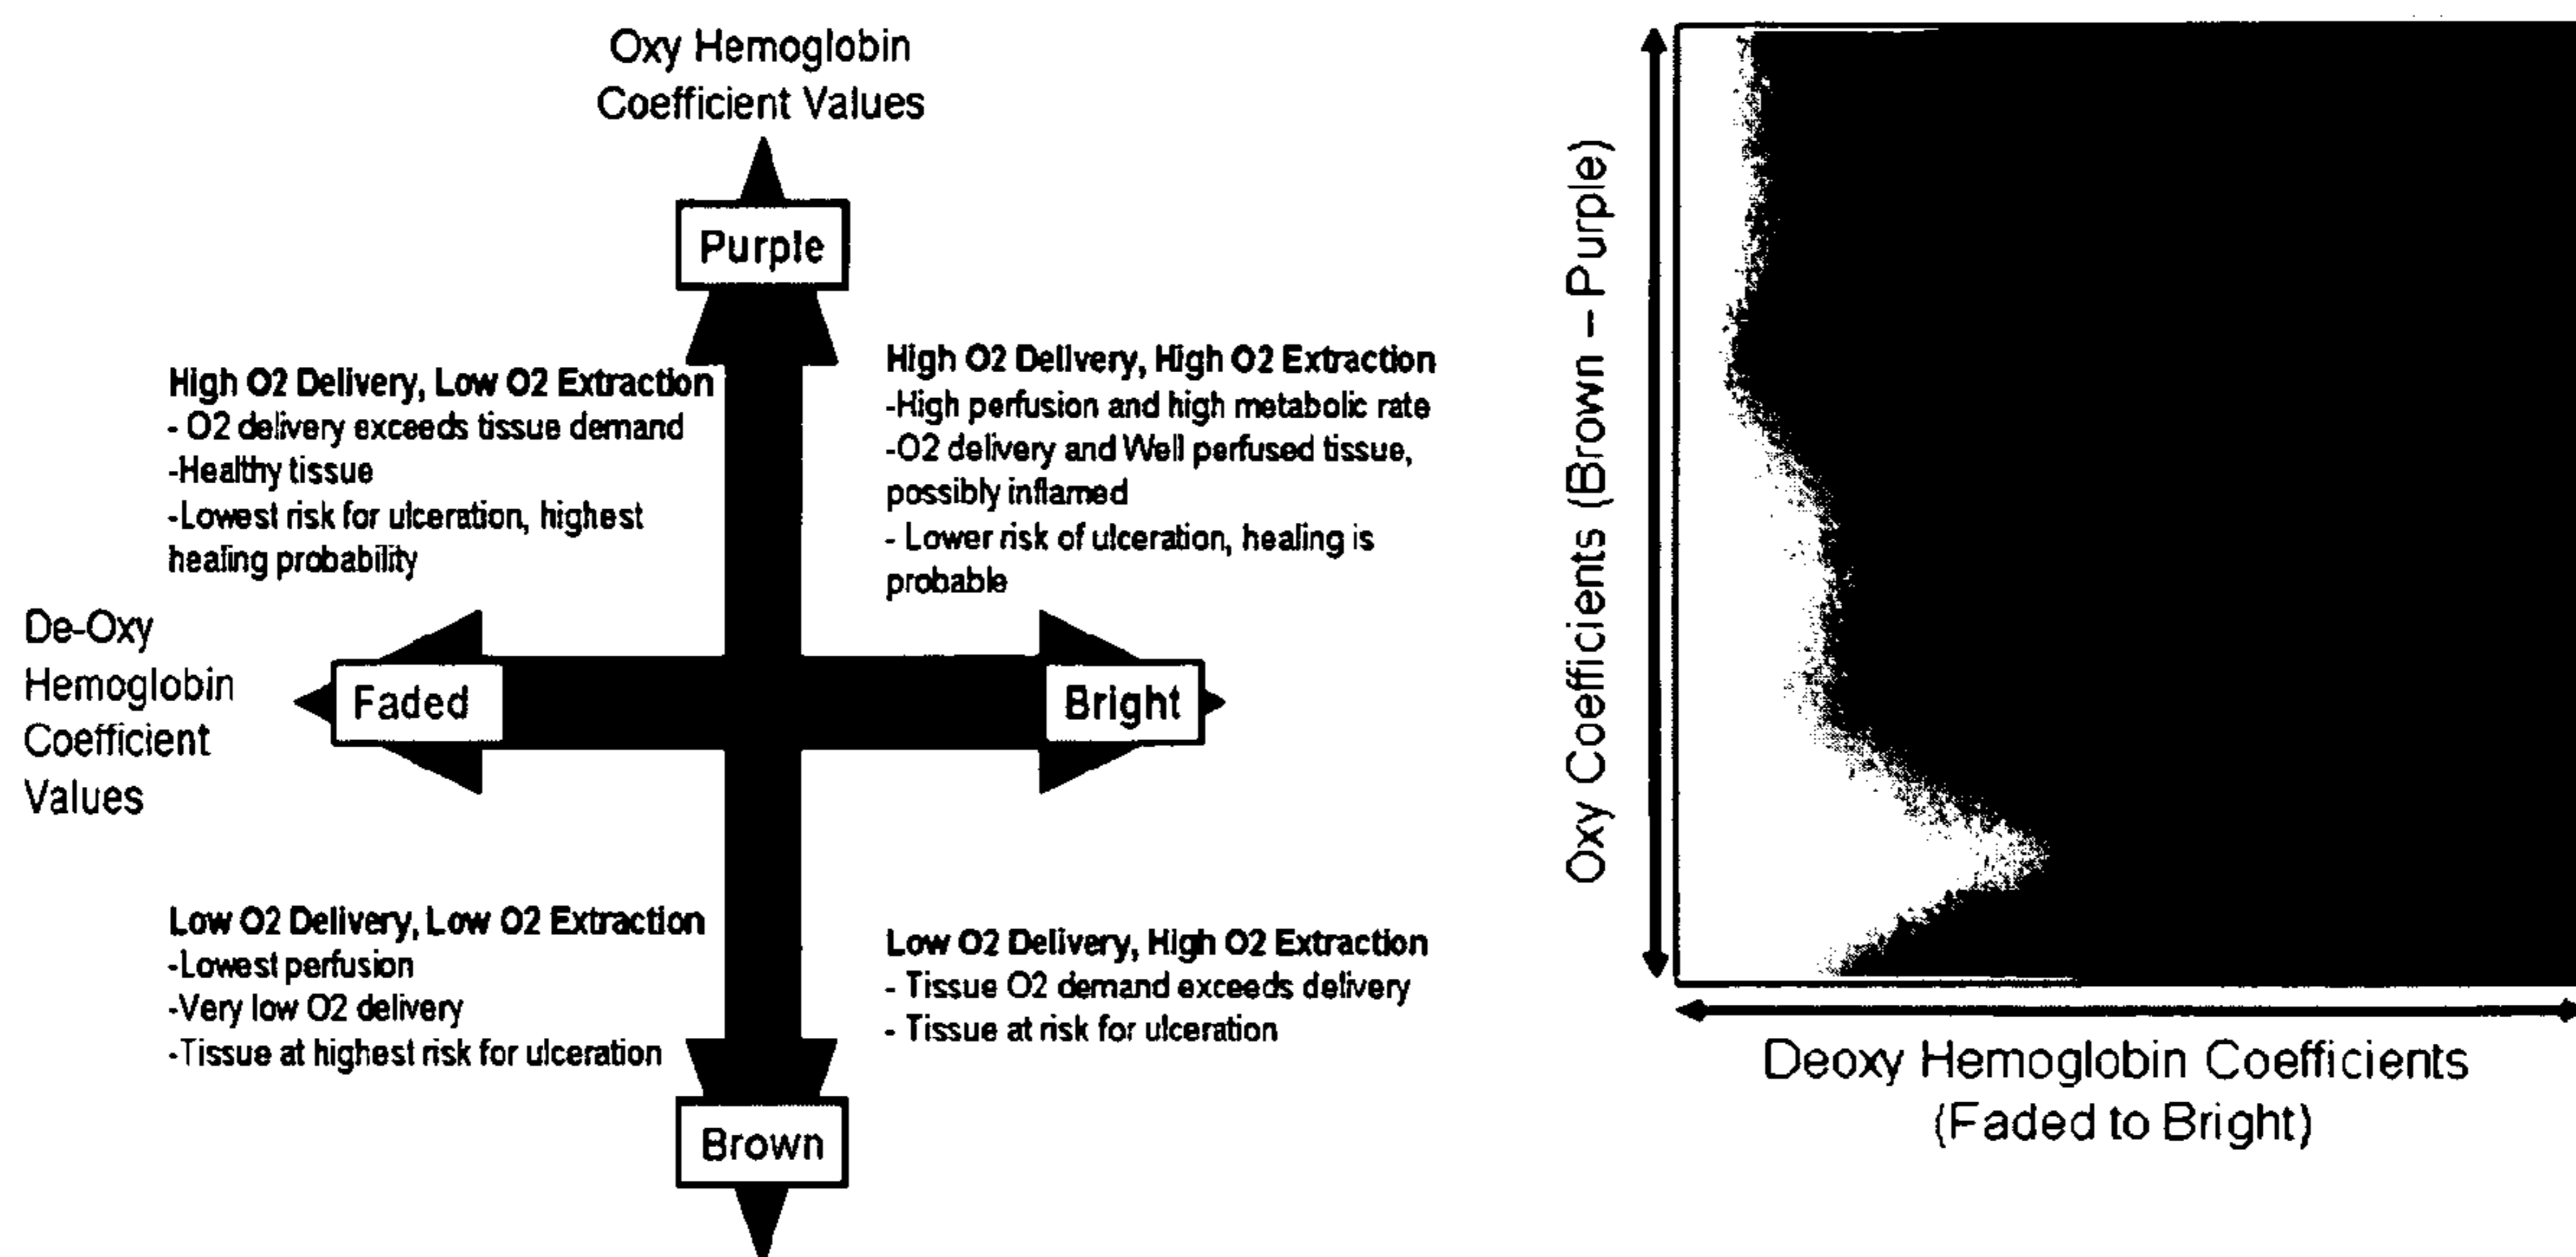 Oxy Hemoglobin
Coefficient Values
Purple
High O2 Delivery, Low O2 Extraction
- O2 delivery exceeds tissue demand
-Healthy tissue
-Lowest risk for ulceration, highest
healing probability
High O2 Delivery, High O2 Extraction
-High perfusion and high metabolic rate
-O2 delivery and Well perfused tissue,
possibly inflamed
- Lower risk of ulceration, healing is
probable
De-Oxy
Hemoglobin
Coefficient
Values
Faded
Bright
Low O2 Delivery, Low O2 Extraction
-Lowest perfusion
-Very low O2 delivery
-Tissue at highest risk for ulceration
Low O2 Delivery, High O2 Extraction
- Tissue O2 demand exceeds delivery
- Tissue at risk for ulceration
Brown
Oxy Coefficients (Brown – Purple)
Deoxy Hemoglobin Coefficients
(Faded to Bright)